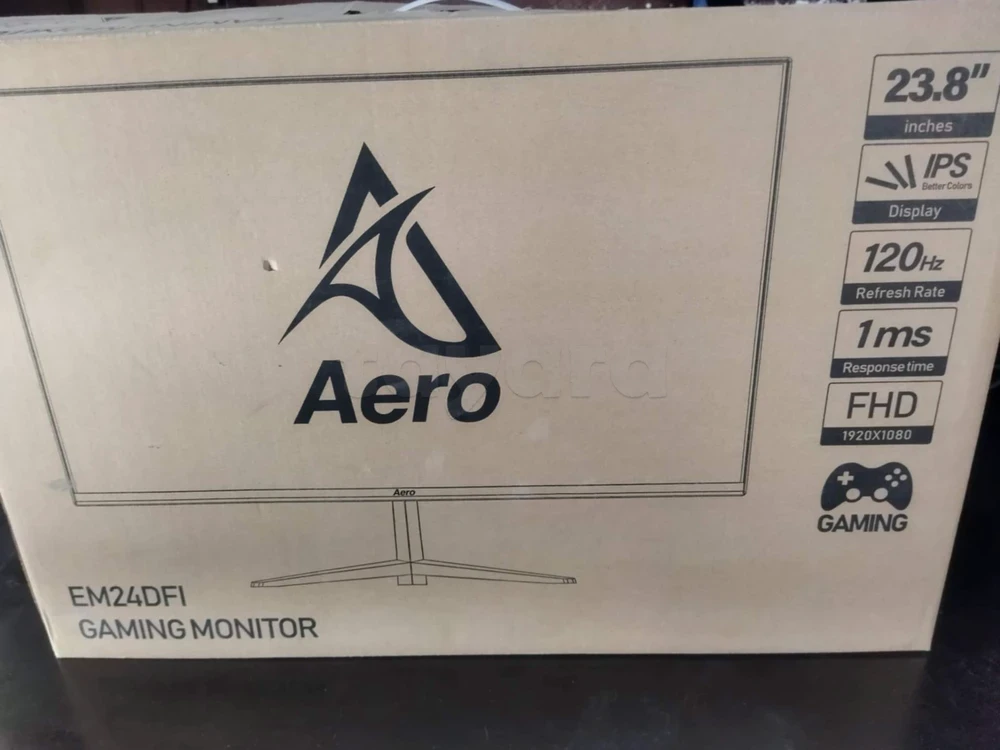 Aero
Aero
EM24DFI
GAMING MONITOR
23.8"
inches
IPS
Better Colors
Display
120Hz
Refresh Rate
1ms
Response time
FHD
1920X1080
GAMING